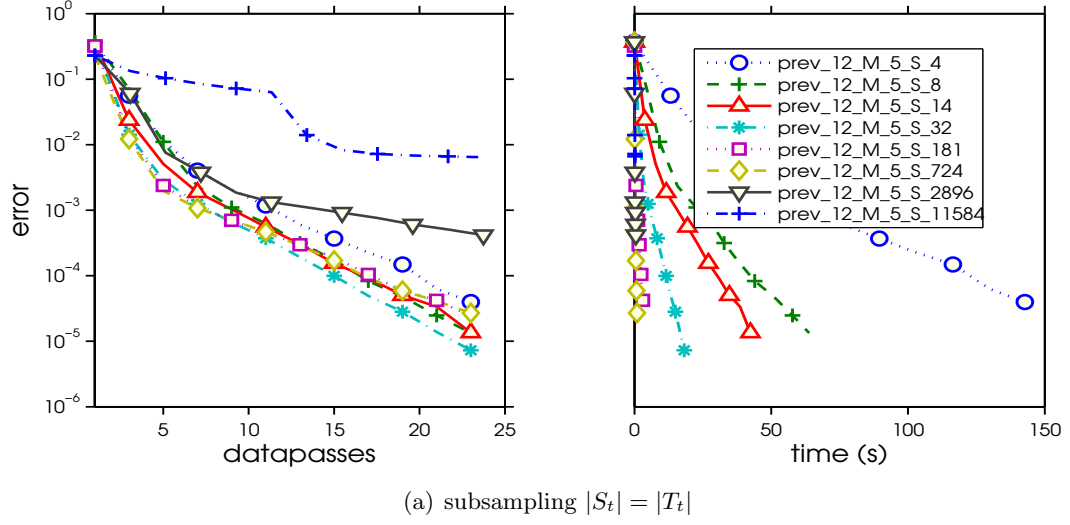 10^0
10^-1
10^-2
10^-3
10^-4
10^-5
10^-6
error
5
10
15
20
25
datapasses
prev_12_M_5_S_4
prev_12_M_5_S_8
prev_12_M_5_S_14
prev_12_M_5_S_32
prev_12_M_5_S_181
prev_12_M_5_S_724
prev_12_M_5_S_2896
prev_12_M_5_S_11584
0
50
100
150
time (s)
(a) subsampling |S_t| = |T_t|